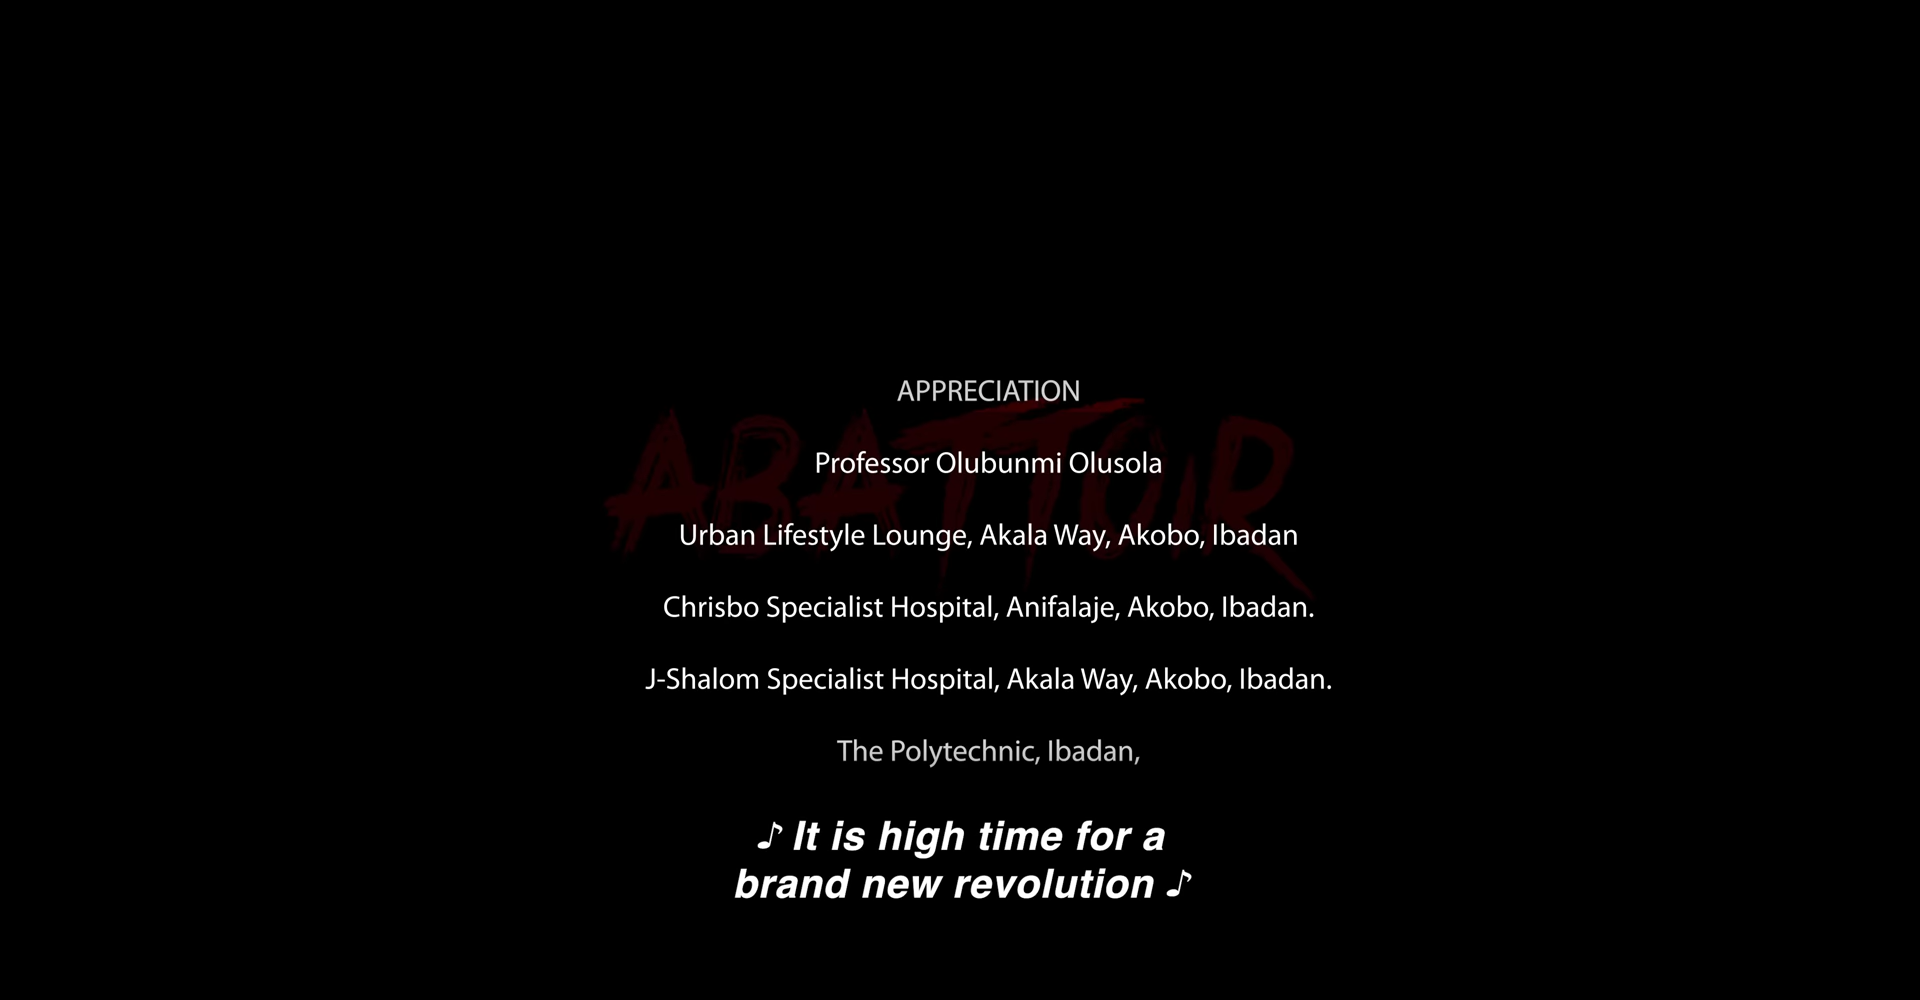 APPRECIATION
ABATTOIR
Professor Olubunmi Olusola
Urban Lifestyle Lounge, Akala Way, Akobo, Ibadan
Chrisbo Specialist Hospital, Anifalaje, Akobo, Ibadan.
J-Shalom Specialist Hospital, Akala Way, Akobo, Ibadan.
The Polytechnic, Ibadan,
♪ It is high time for a
brand new revolution ♪